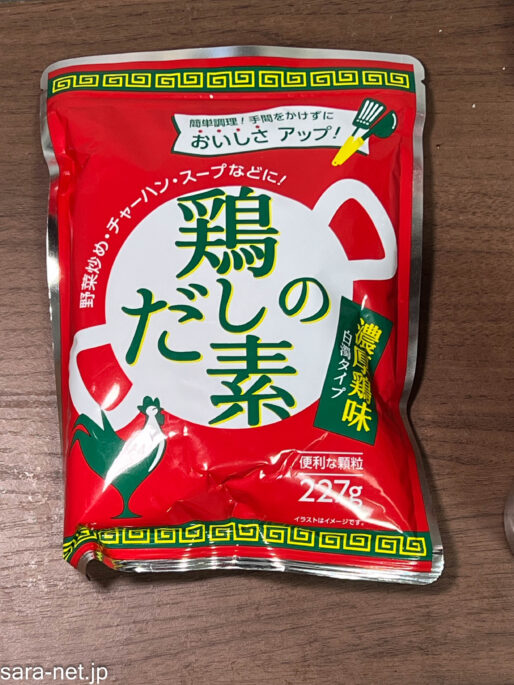 簡単調理！手間をかけずに
おいしさ アップ！
野菜炒め・チャーハン・スープなどに！
鶏の
だし素
濃厚鶏味
白濁タイプ
便利な顆粒
227g
イラストはイメージです。
sara-net.jp